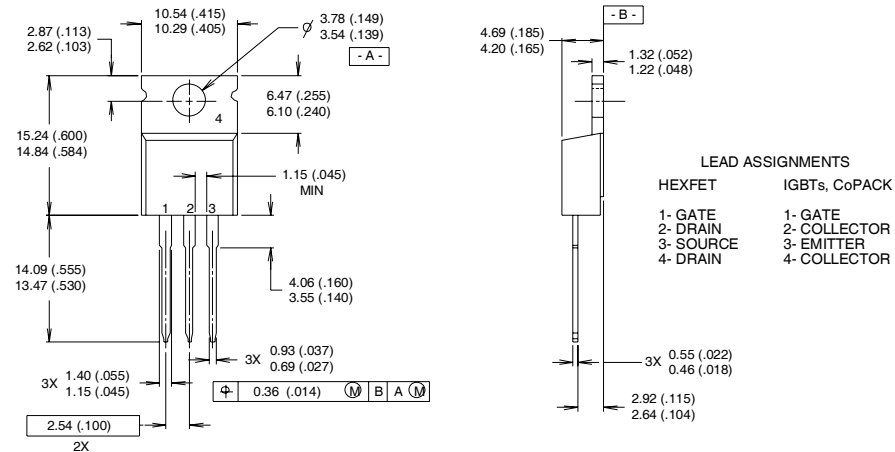 10.54 (.415)
10.29 (.405)
2.87 (.113)
2.62 (.103)
ø 3.78 (.149)
3.54 (.139)
- A -
6.47 (.255)
6.10 (.240)
4
15.24 (.600)
14.84 (.584)
1.15 (.045)
MIN
1 2 3
14.09 (.555)
13.47 (.530)
4.06 (.160)
3.55 (.140)
3X 0.93 (.037)
0.69 (.027)
3X 1.40 (.055)
1.15 (.045)
⌖ 0.36 (.014) Ⓜ B A Ⓜ
2.54 (.100)
2X
- B -
4.69 (.185)
4.20 (.165)
1.32 (.052)
1.22 (.048)
3X 0.55 (.022)
0.46 (.018)
2.92 (.115)
2.64 (.104)
LEAD ASSIGNMENTS
HEXFET
1- GATE
2- DRAIN
3- SOURCE
4- DRAIN
IGBTs, CoPACK
1- GATE
2- COLLECTOR
3- EMITTER
4- COLLECTOR